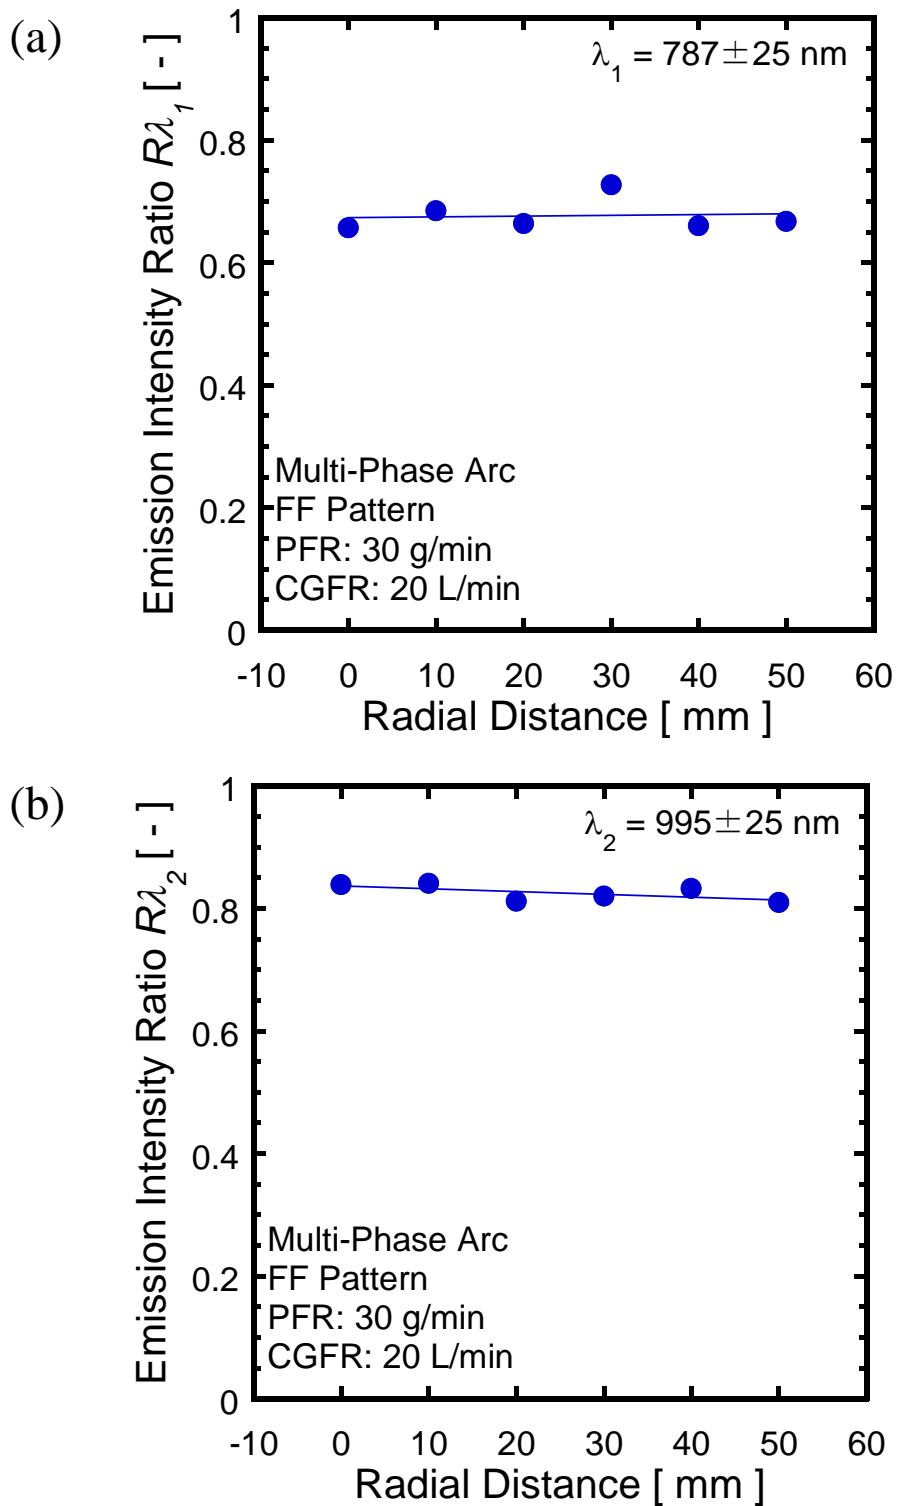 (a)
Emission Intensity Ratio Rλ1 [ - ]
1
0.8
0.6
0.4
0.2
0
λ1 = 787±25 nm
Multi-Phase Arc
FF Pattern
PFR: 30 g/min
CGFR: 20 L/min
-10 0 10 20 30 40 50 60
Radial Distance [ mm ]
(b)
Emission Intensity Ratio Rλ2 [ - ]
1
0.8
0.6
0.4
0.2
0
λ2 = 995±25 nm
Multi-Phase Arc
FF Pattern
PFR: 30 g/min
CGFR: 20 L/min
-10 0 10 20 30 40 50 60
Radial Distance [ mm ]